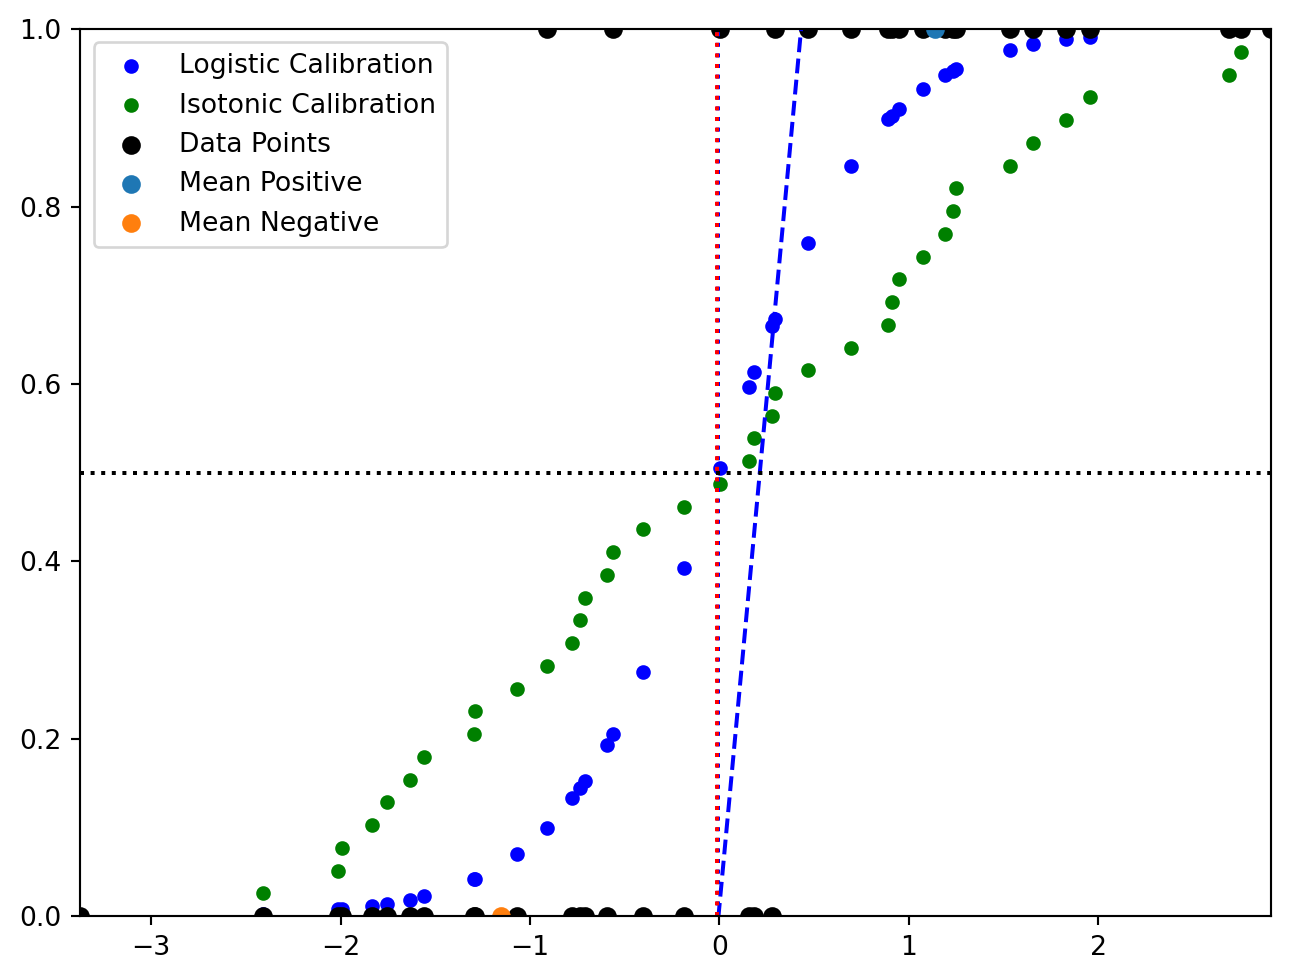 1.0
Logistic Calibration
Isotonic Calibration
Data Points
Mean Positive
Mean Negative
0.8
0.6
0.4
0.2
0.0
−3 −2 −1 0 1 2